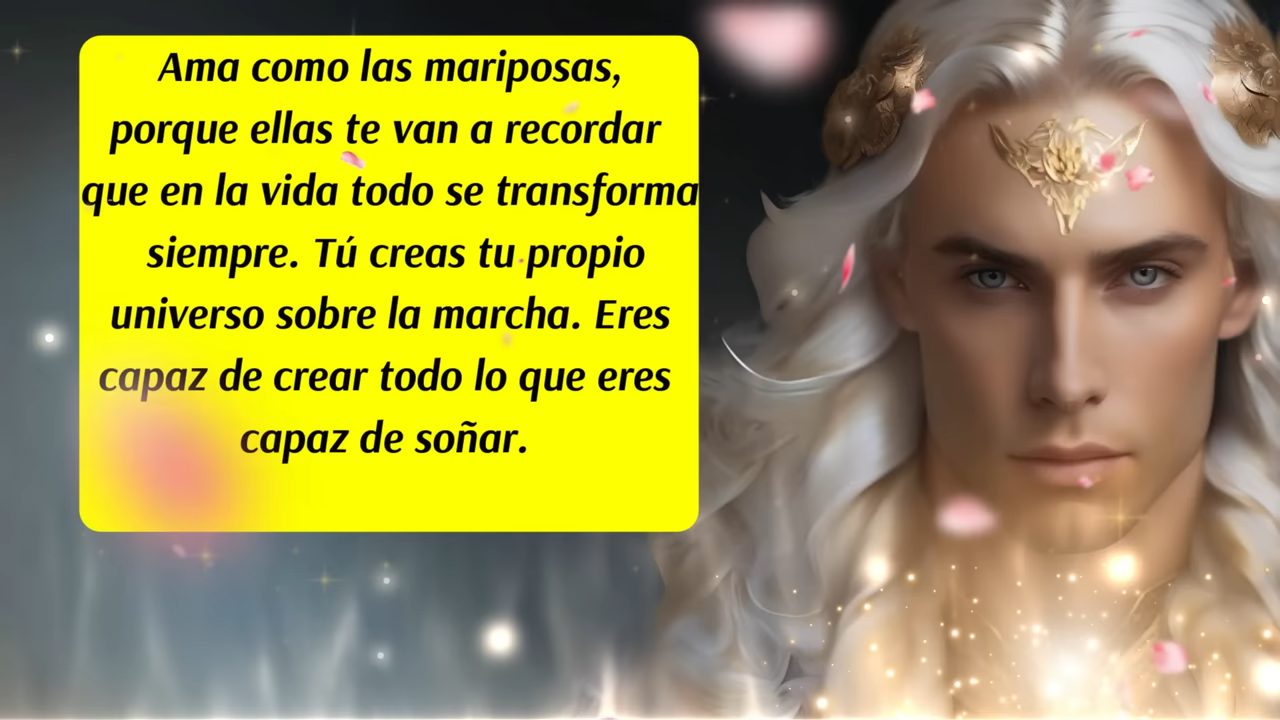 Ama como las mariposas,
porque ellas te van a recordar
que en la vida todo se transforma
siempre. Tú creas tu propio
universo sobre la marcha. Eres
capaz de crear todo lo que eres
capaz de soñar.